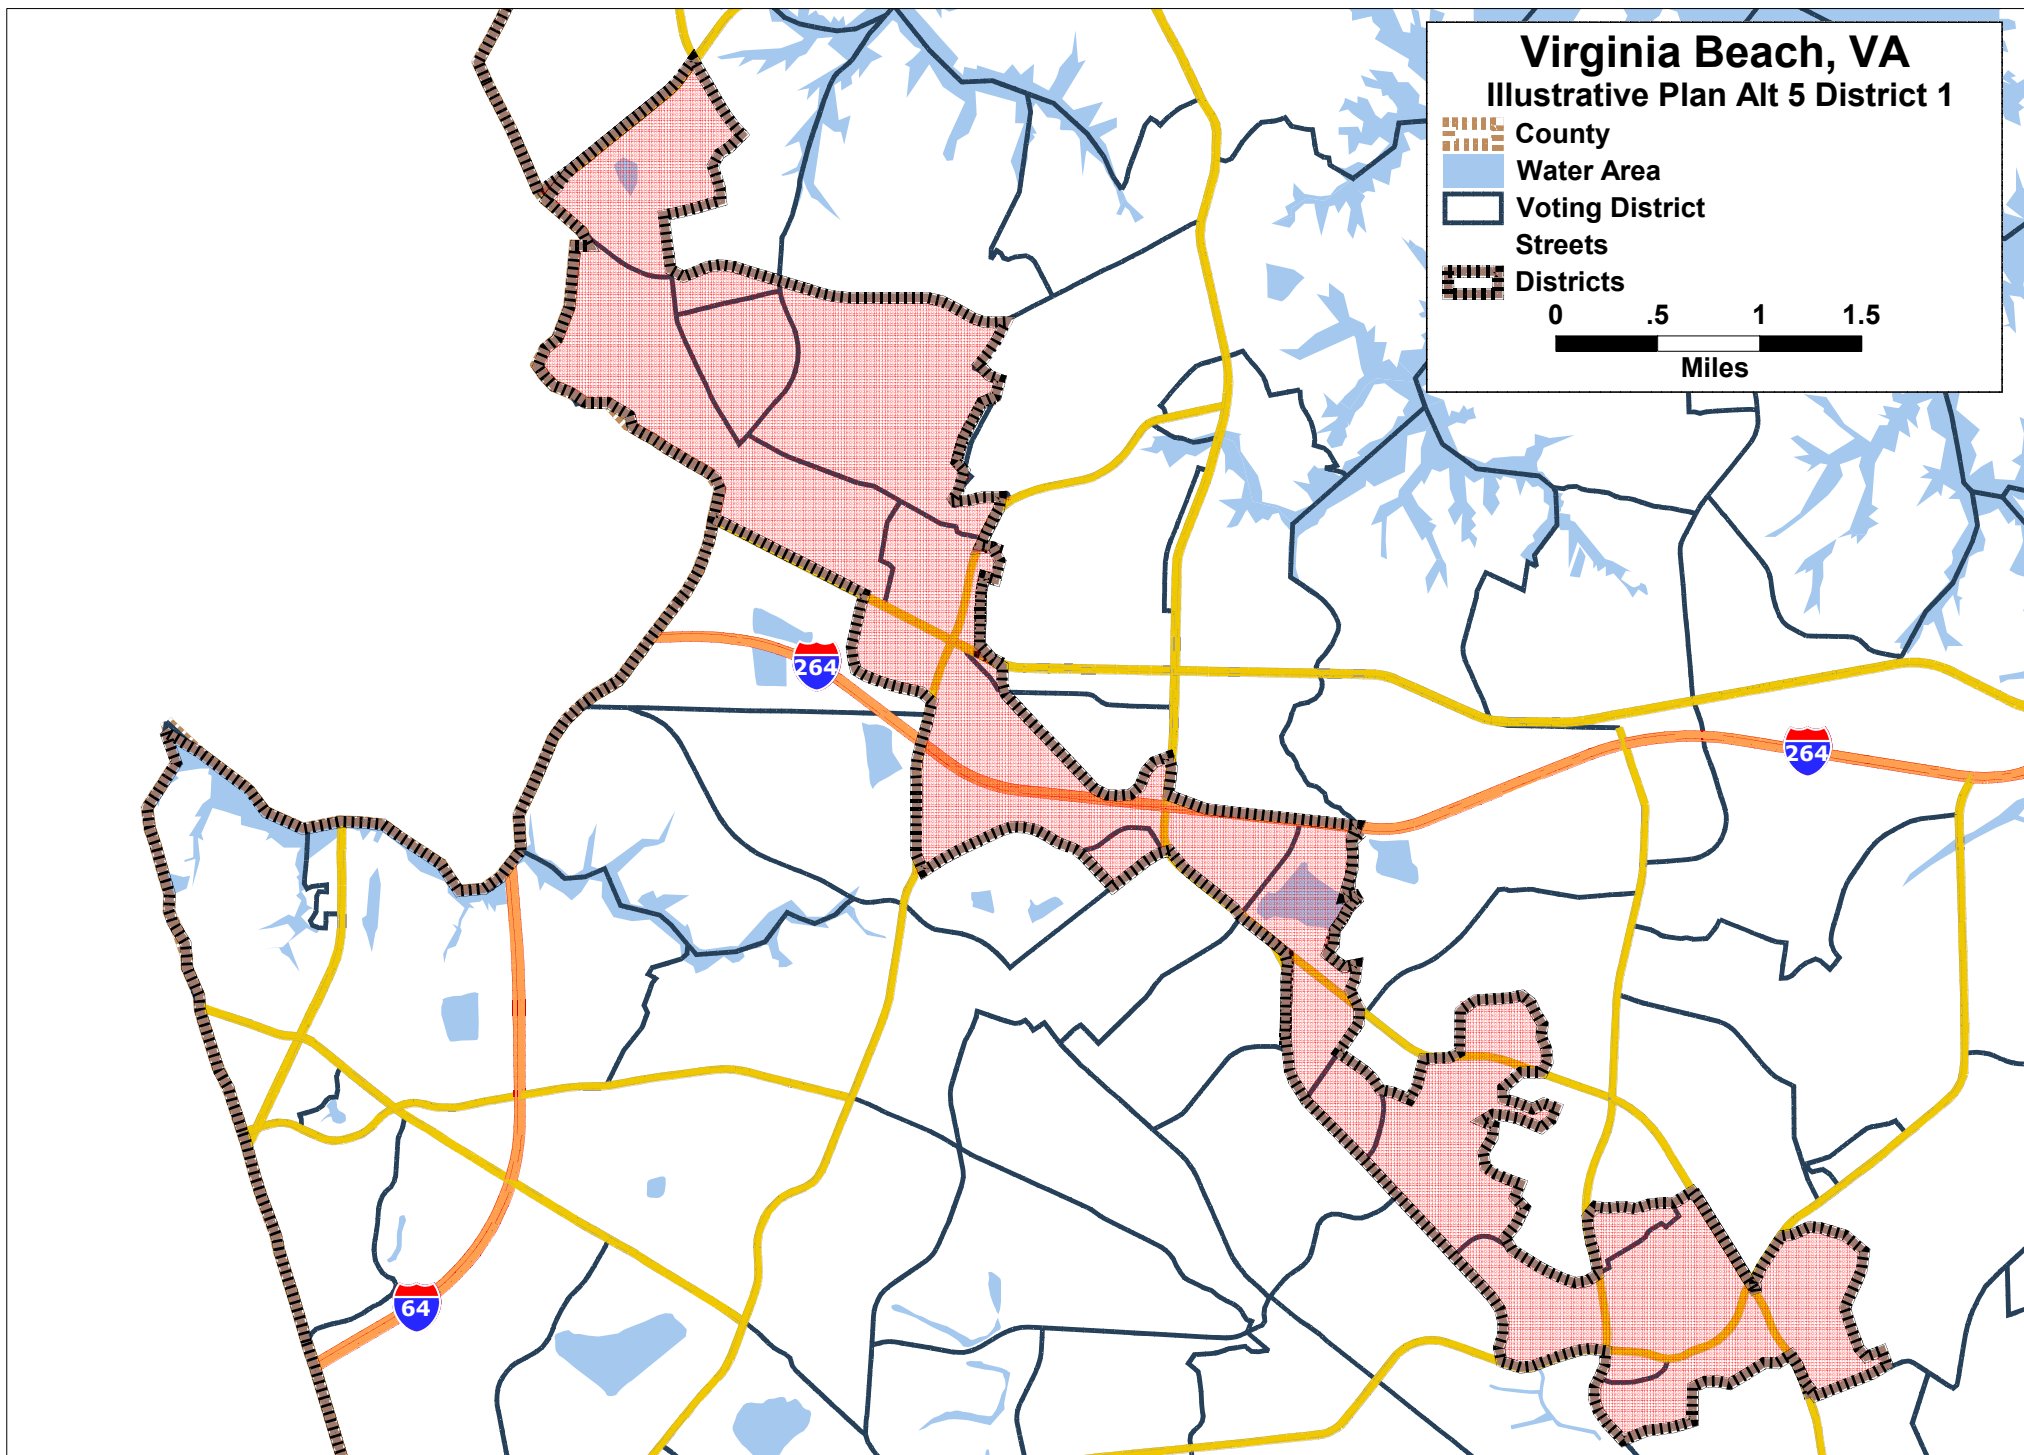 Virginia Beach, VA
Illustrative Plan Alt 5 District 1
County
Water Area
Voting District
Streets
Districts
0 .5 1 1.5
Miles
264
264
64